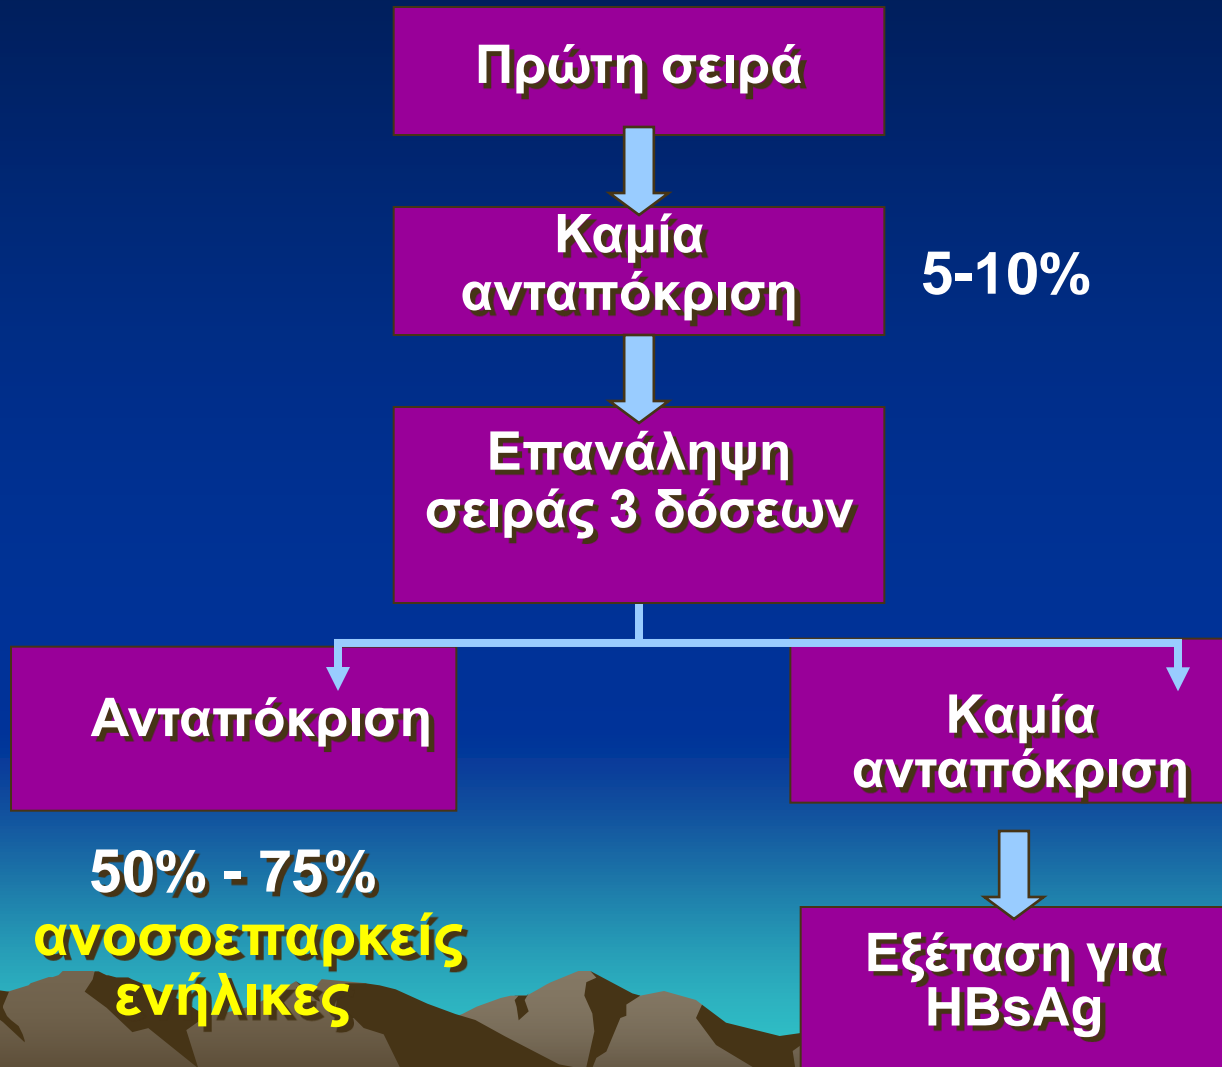 Πρώτη σειρά
Καμία
ανταπόκριση
5-10%
Επανάληψη
σειράς 3 δόσεων
Ανταπόκριση
Καμία
ανταπόκριση
50% - 75%
ανοσοεπαρκείς
ενήλικες
Εξέταση για
HBsAg